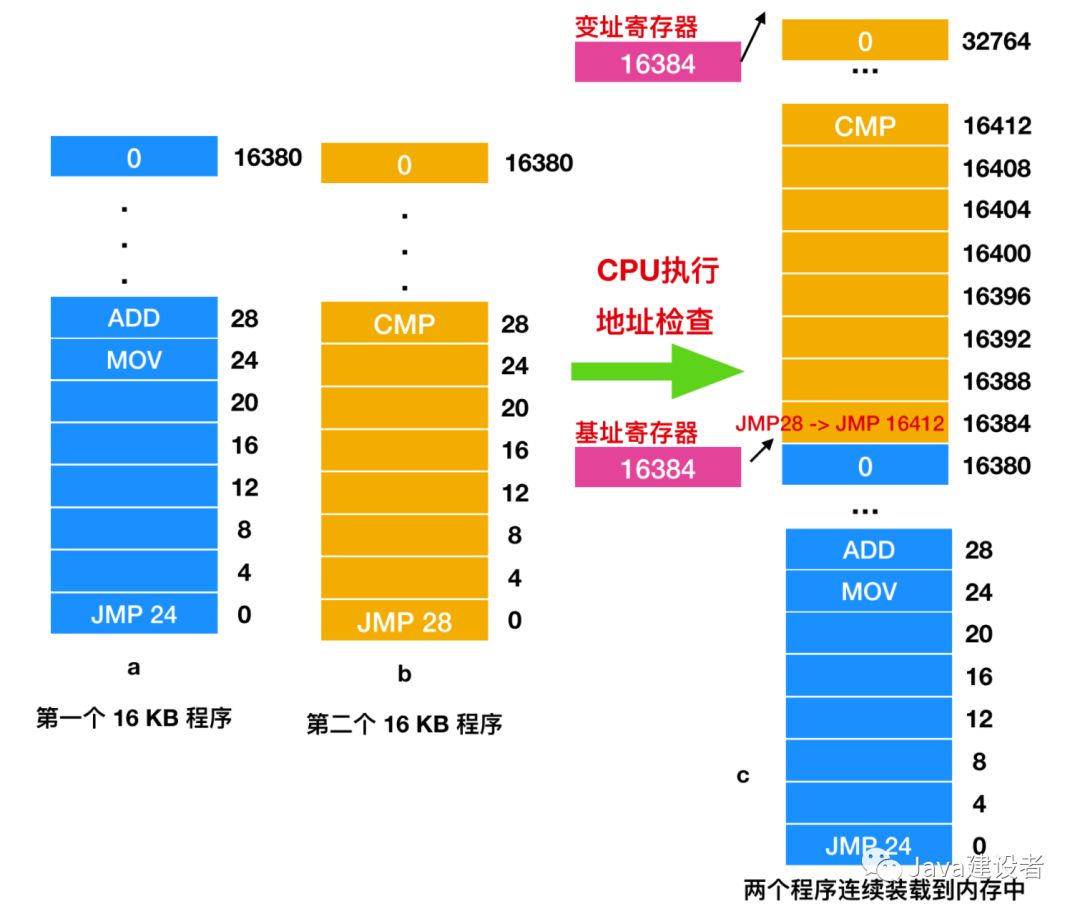 变址寄存器
16384
0 32764
...
CMP 16412
16408
16404
16400
16396
16392
16388
JMP28 -> JMP 16412 16384
0 16380
...
ADD 28
MOV 24
20
16
12
8
4
JMP 24 0
c
两个程序连续装载到内存中
0 16380
.
.
.
ADD 28
MOV 24
20
16
12
8
4
JMP 24 0
a
第一个 16 KB 程序
0 16380
.
.
.
CMP 28
24
20
16
12
8
4
JMP 28 0
b
第二个 16 KB 程序
CPU执行
地址检查
基址寄存器
16384
Java建设者